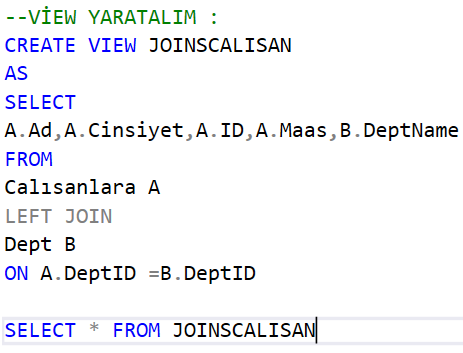 --VİEW YARATALIM :
CREATE VIEW JOINSCALISAN
AS
SELECT
A.Ad,A.Cinsiyet,A.ID,A.Maas,B.DeptName
FROM
Calısanlara A
LEFT JOIN
Dept B
ON A.DeptID =B.DeptID
SELECT * FROM JOINSCALISAN